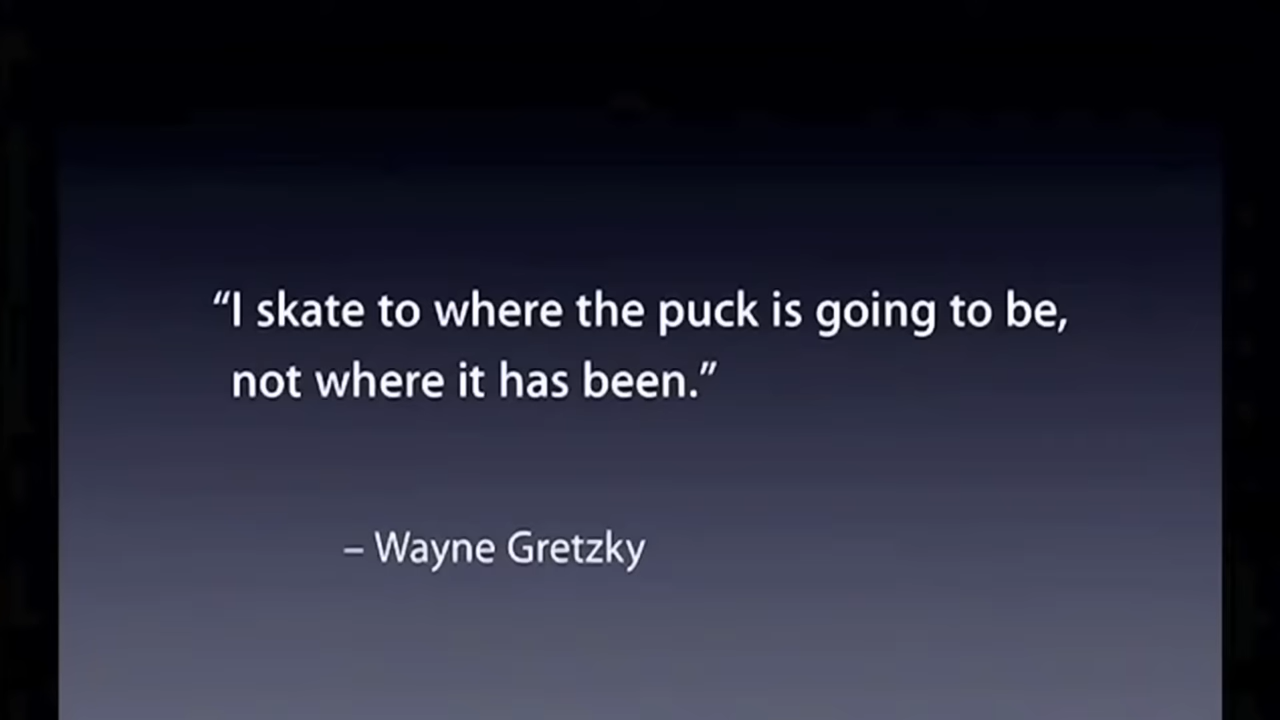 “I skate to where the puck is going to be,
not where it has been.”
– Wayne Gretzky